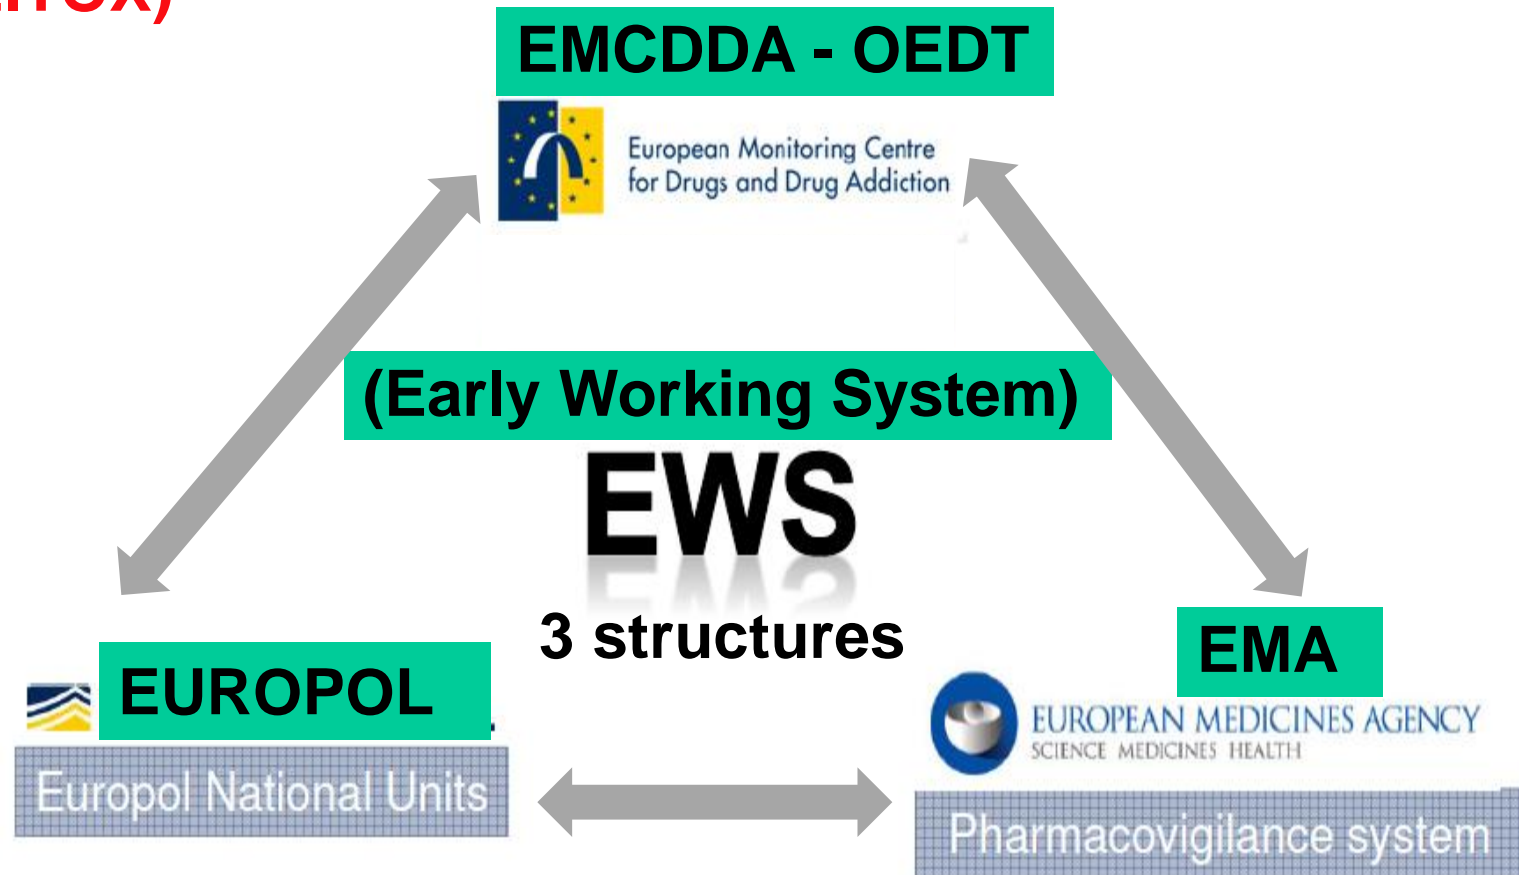 EMCDDA - OEDT
European Monitoring Centre
for Drugs and Drug Addiction
(Early Working System)
EWS
3 structures
EUROPOL
Europol National Units
EMA
EUROPEAN MEDICINES AGENCY
SCIENCE MEDICINES HEALTH
Pharmacovigilance system